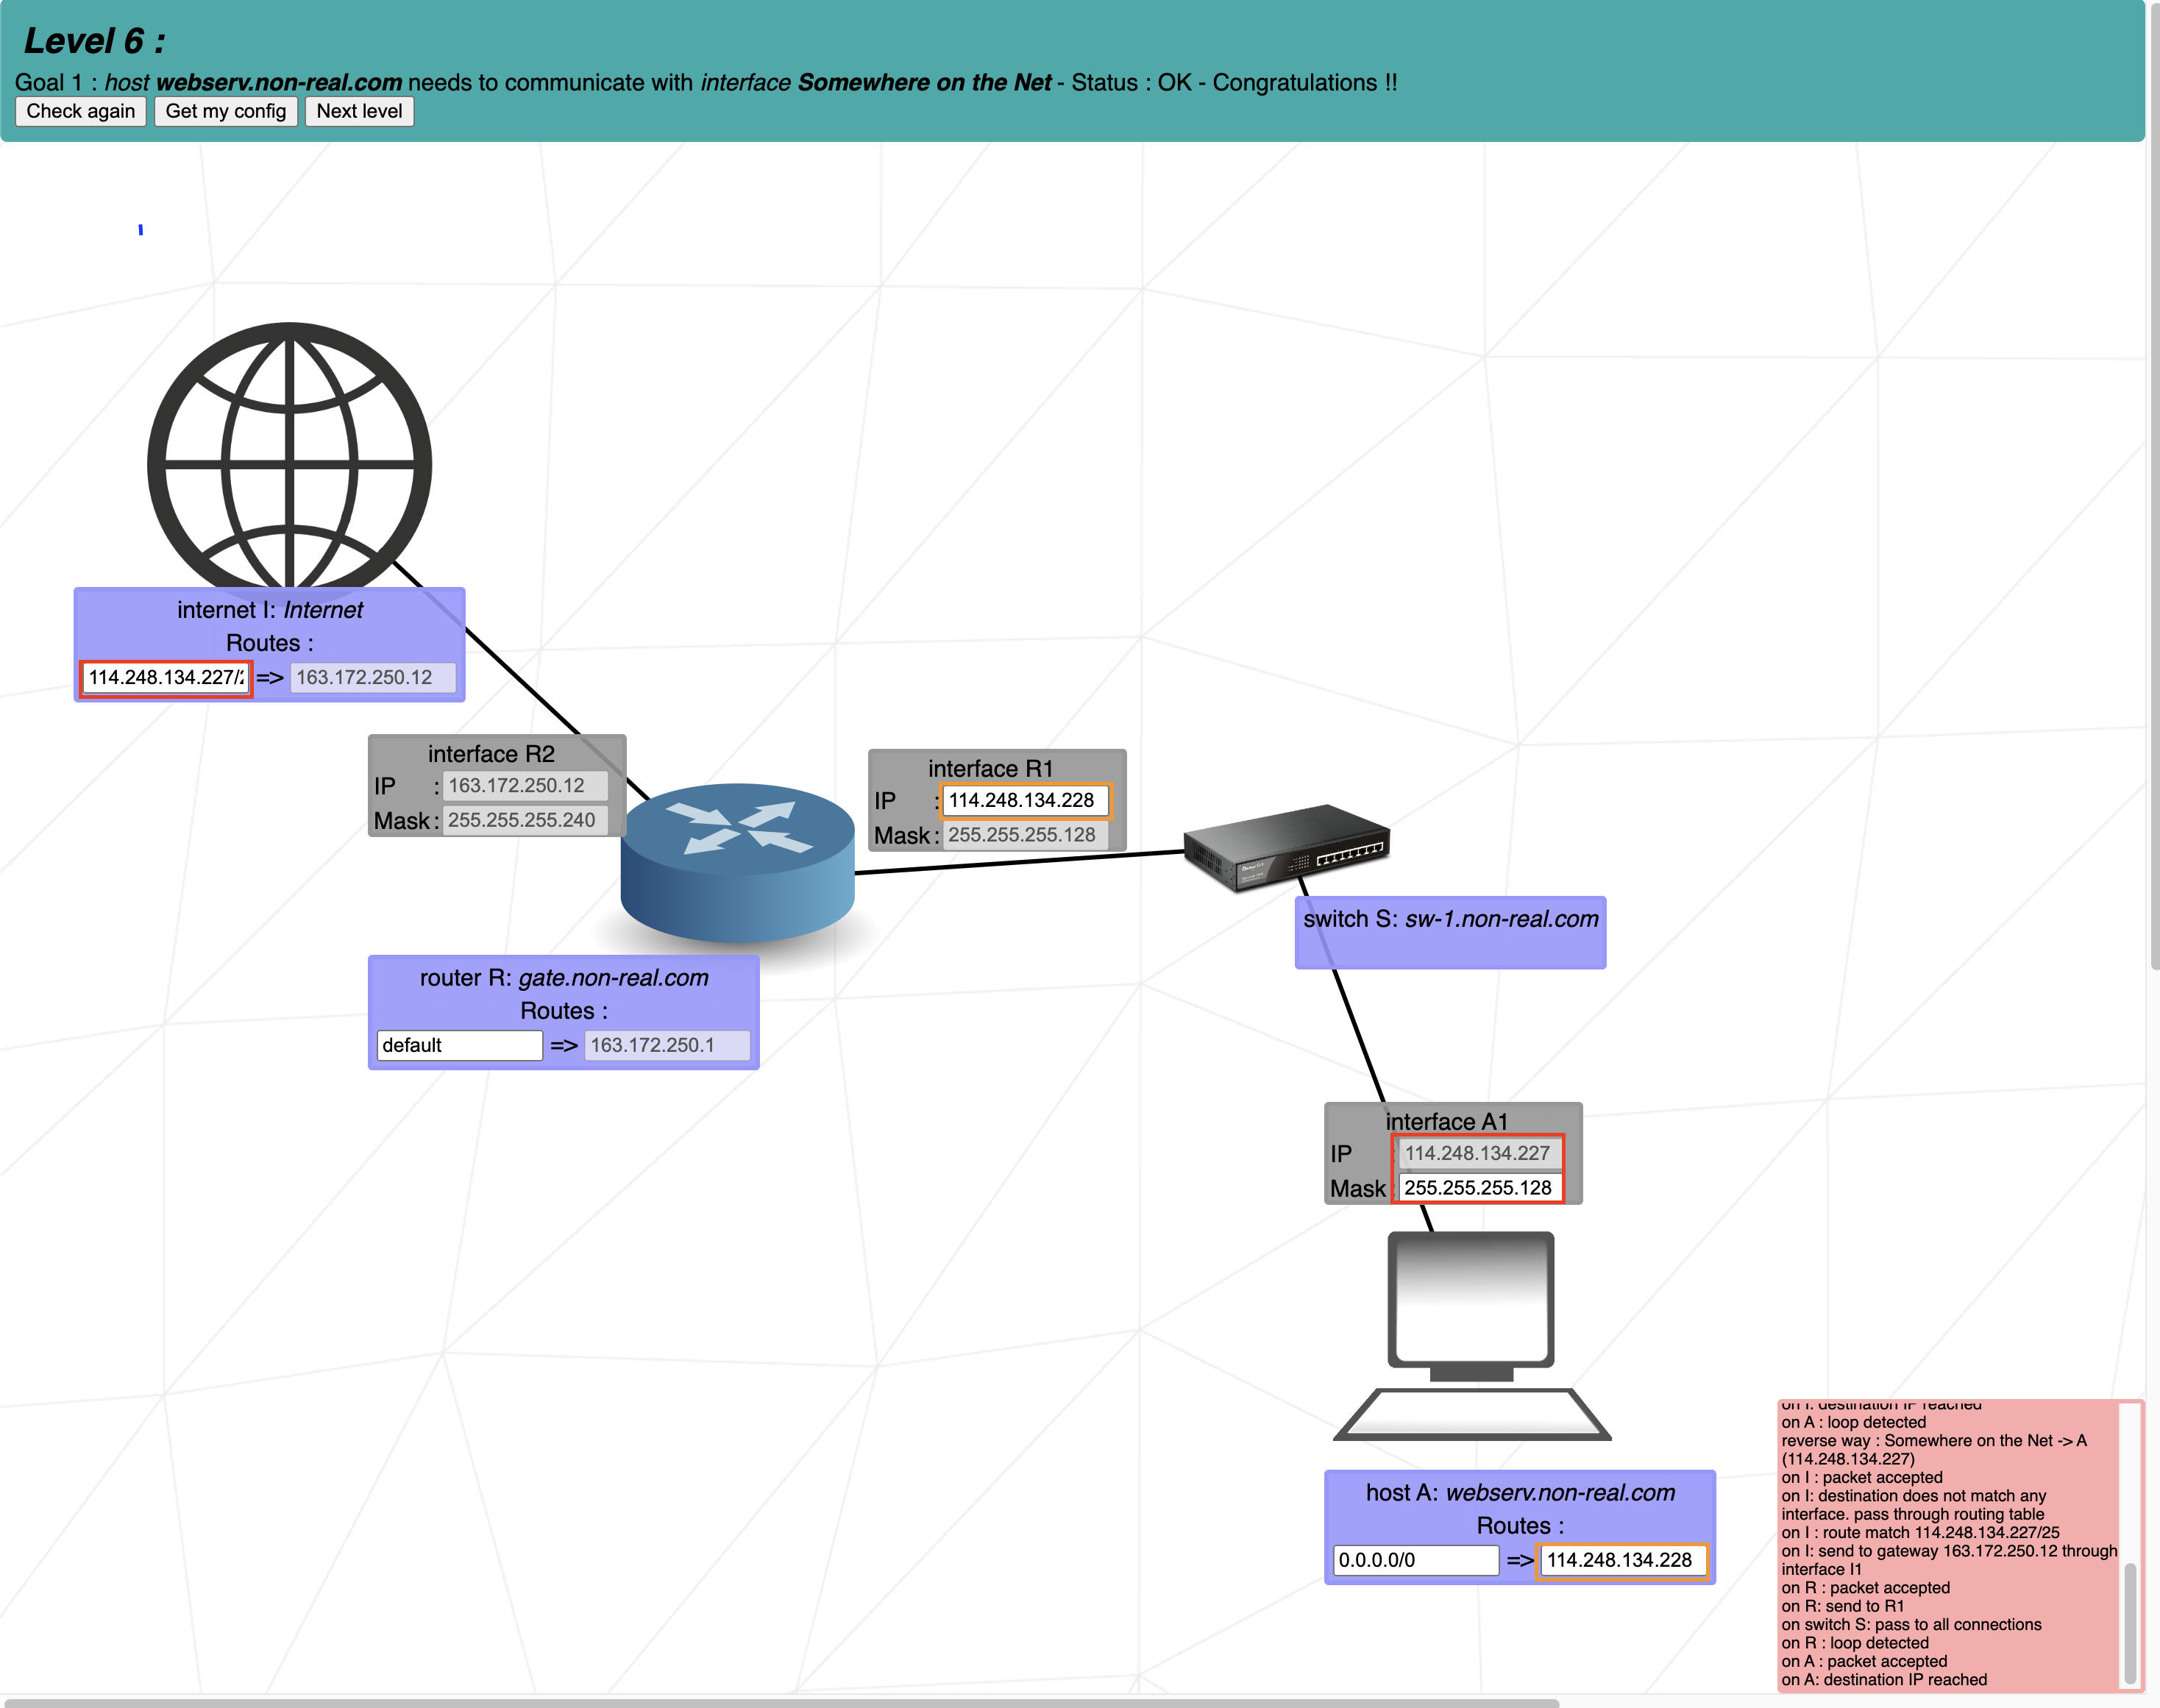 Level 6 :
Goal 1 : host webserv.non-real.com needs to communicate with interface Somewhere on the Net - Status : OK - Congratulations !!
Check again Get my config Next level
internet I: Internet
Routes :
114.248.134.227/2 => 163.172.250.12
interface R2
IP : 163.172.250.12
Mask : 255.255.255.240
interface R1
IP : 114.248.134.228
Mask : 255.255.255.128
switch S: sw-1.non-real.com
router R: gate.non-real.com
Routes :
default => 163.172.250.1
interface A1
IP : 114.248.134.227
Mask : 255.255.255.128
host A: webserv.non-real.com
Routes :
0.0.0.0/0 => 114.248.134.228
on I: destination IP reached
on A : loop detected
reverse way : Somewhere on the Net -> A
(114.248.134.227)
on I : packet accepted
on I: destination does not match any
interface. pass through routing table
on I : route match 114.248.134.227/25
on I: send to gateway 163.172.250.12 through
interface I1
on R : packet accepted
on R: send to R1
on switch S: pass to all connections
on R : loop detected
on A : packet accepted
on A: destination IP reached